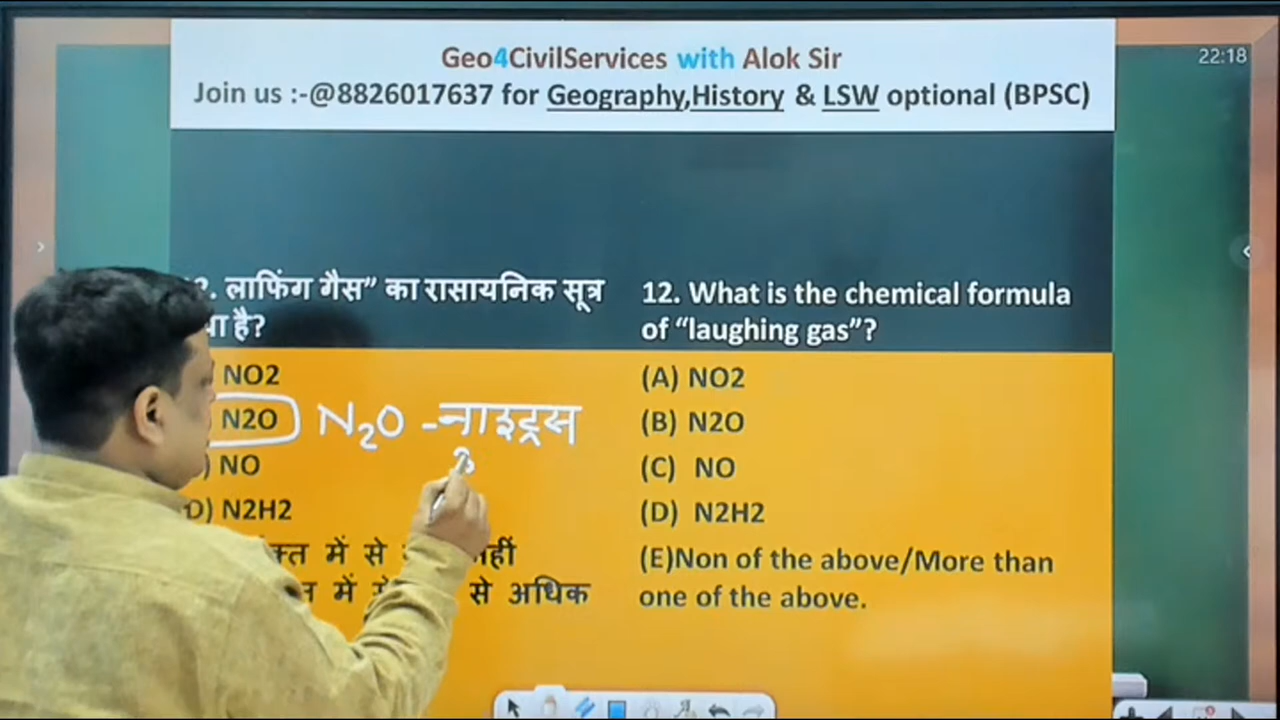 Geo4CivilServices with Alok Sir
Join us :-@8826017637 for Geography,History & LSW optional (BPSC)
22:18
लाफिंग गैस” का रासायनिक सूत्र
है?
NO2
N2O N₂O -नाइट्रस
NO
D) N2H2
में से
में से अधिक
12. What is the chemical formula
of “laughing gas”?
(A) NO2
(B) N2O
(C) NO
(D) N2H2
(E)Non of the above/More than
one of the above.